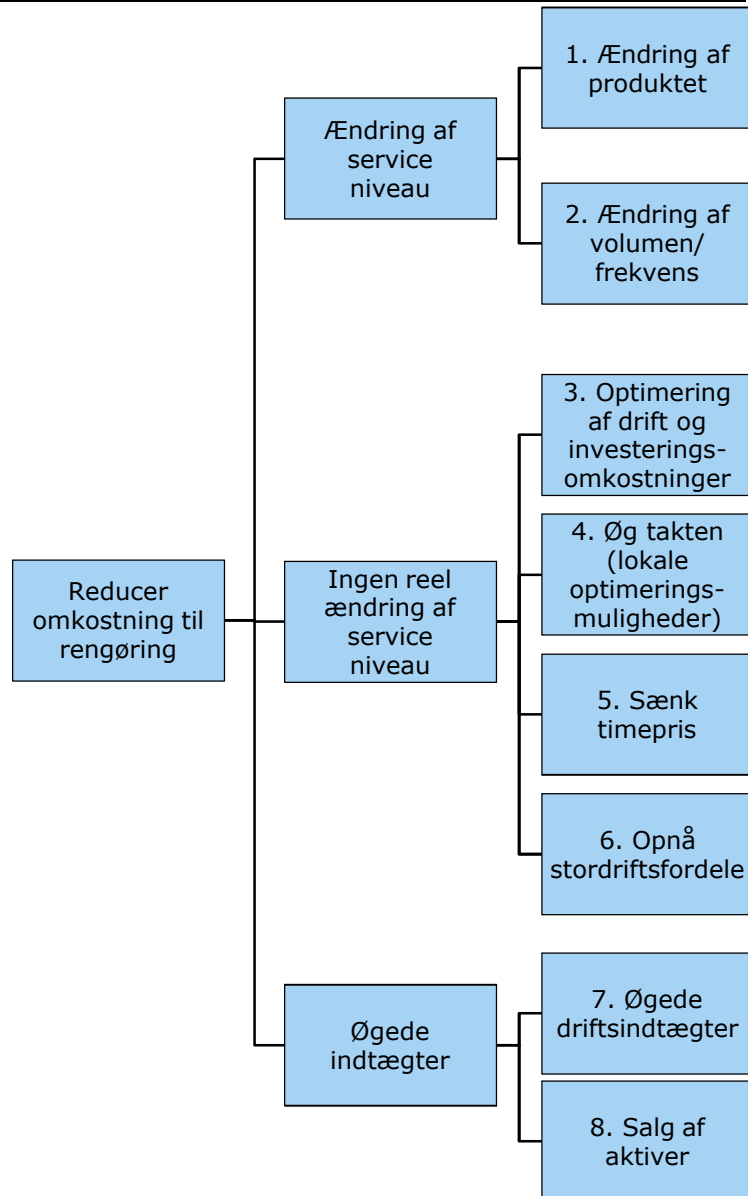 1. Ændring af
produktet
Ændring af
service
niveau
2. Ændring af
volumen/
frekvens
3. Optimering
af drift og
investerings-
omkostninger
4. Øg takten
(lokale
optimerings-
muligheder)
Reducer
omkostning til
rengøring
Ingen reel
ændring af
service
niveau
5. Sænk
timepris
6. Opnå
stordriftsfordele
7. Øgede
driftsindtægter
Øgede
indtægter
8. Salg af
aktiver